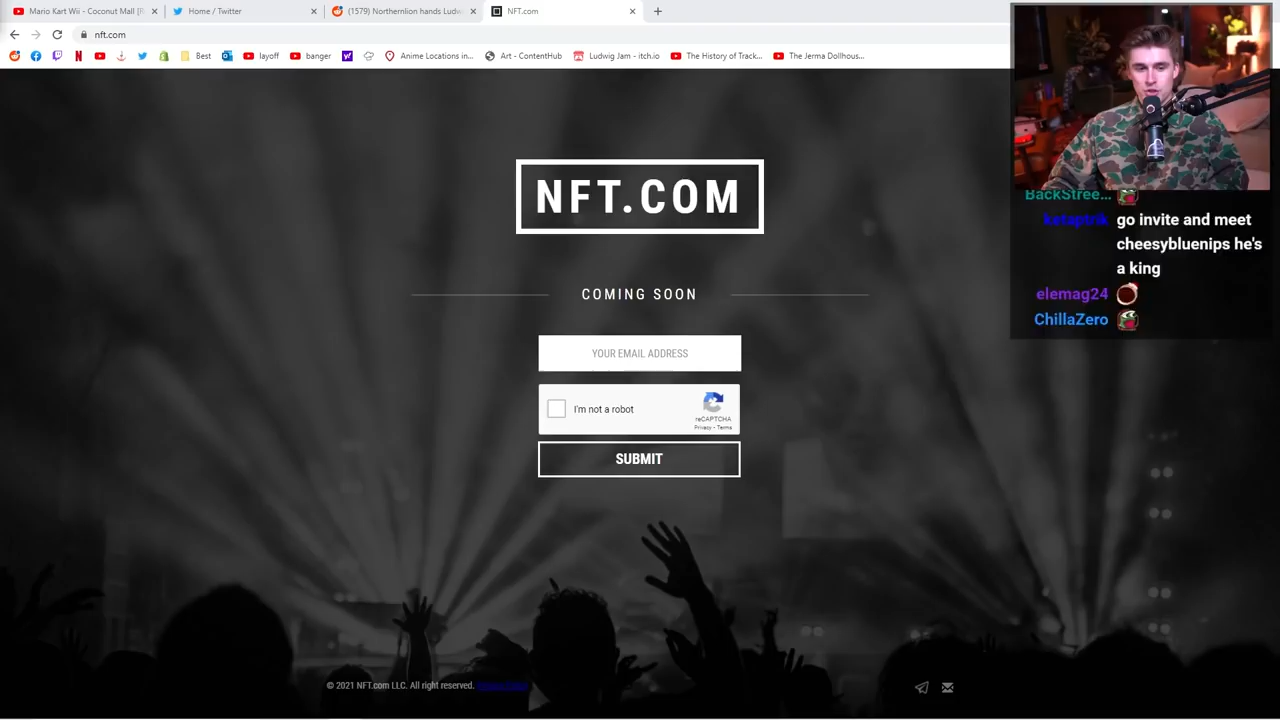 Mario Kart Wii - Coconut Mall [R
Home / Twitter
(1579) Northernlion hands Ludw
NFT.com
nft.com
Best
layoff
banger
Anime Locations in...
Art - ContentHub
Ludwig Jam - itch.io
The History of Track...
The Jerma Dollhous...
NFT.COM
COMING SOON
YOUR EMAIL ADDRESS
I'm not a robot
reCAPTCHA
Privacy - Terms
SUBMIT
© 2021 NFT.com LLC. All right reserved.
BackStree...
ketaptrik go invite and meet
cheesybluenips he's
a king
elemag24
ChillaZero